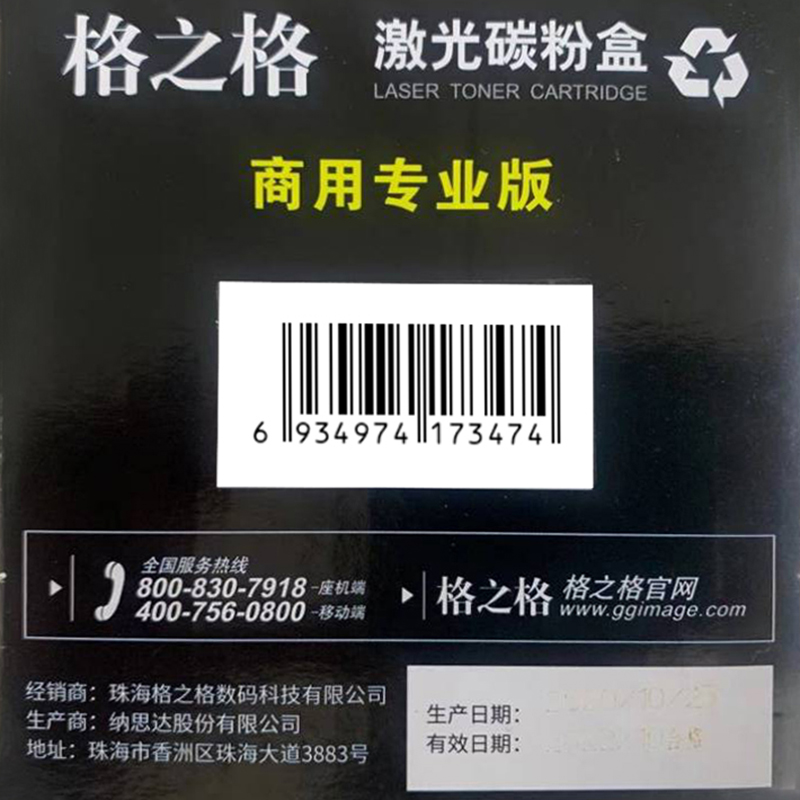 格之格
激光碳粉盒
LASER TONER CARTRIDGE
商用专业版
6 934974 173474
全国服务热线
800-830-7918-座机端
400-756-0800-移动端
格之格 格之格官网
www.ggimage.com
经销商：珠海格之格数码科技有限公司
生产商：纳思达股份有限公司
地址：珠海市香洲区珠海大道3883号
生产日期：
有效日期：